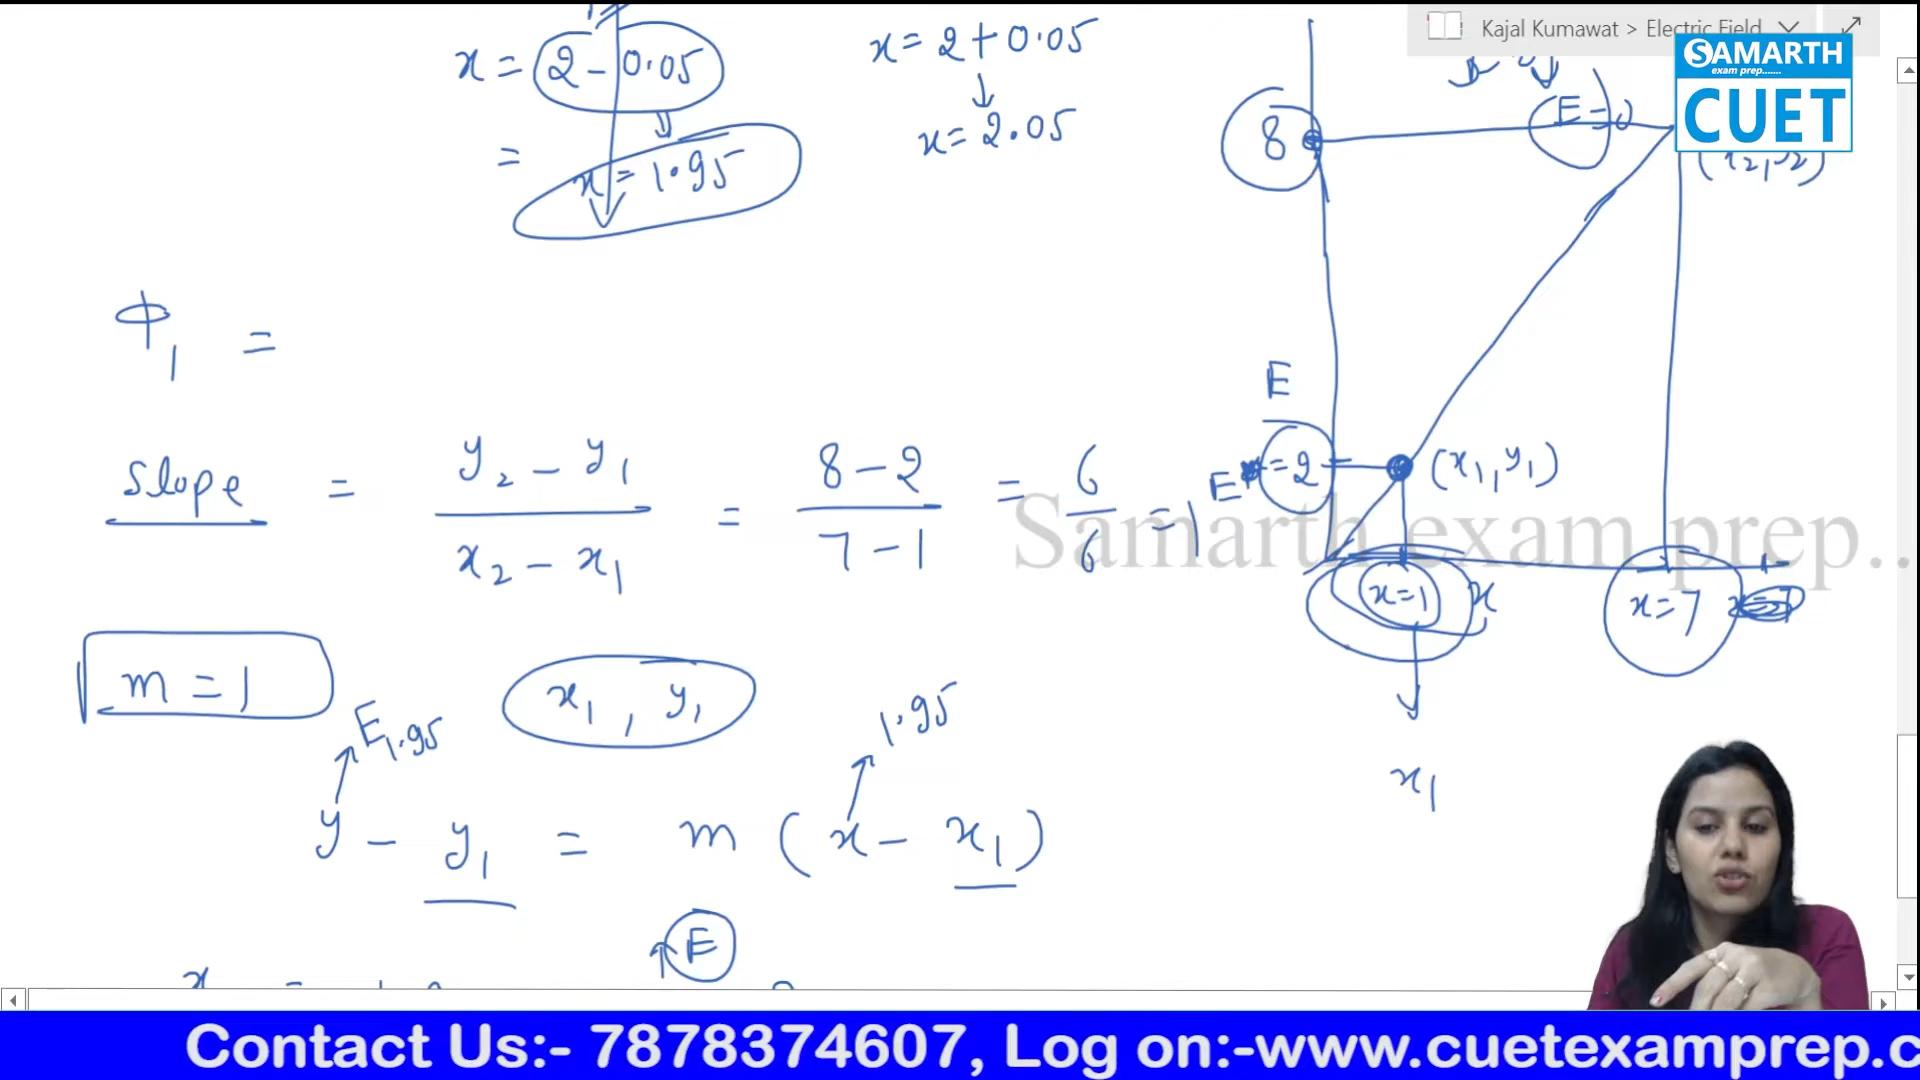 Kajal Kumawat > Electric Field
SAMARTH
exam prep.......
CUET
x = 2 - 0.05
=
x = 1.95
x = 2 + 0.05
x = 2.05
8
E = 0
(x2, y2)
ϕ1 =
E
E = 2
(x1, y1)
slope = y2 - y1 / x2 - x1 = 8 - 2 / 7 - 1 = 6 / 6 = 1
Samarth exam prep..
x = 1
x
x = 7
m = 1
E1.95
x1, y1
1.95
x1
y - y1 = m (x - x1)
E
x =
Contact Us:- 7878374607, Log on:-www.cuetexamprep.c